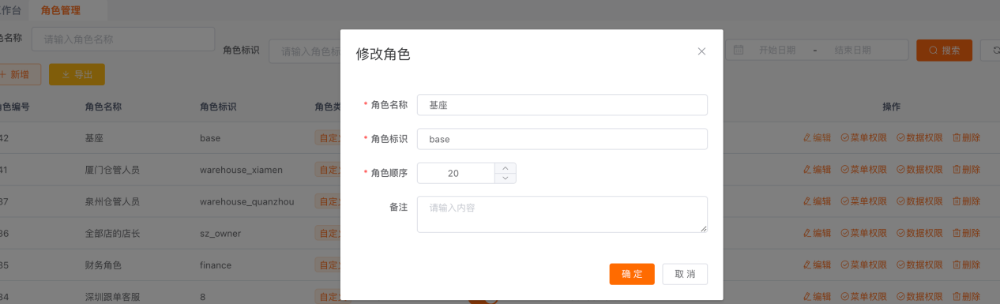 工作台 角色管理
色名称 请输入角色名称 角色标识 请输入角色标 开始日期 - 结束日期 搜索
+ 新增 导出
修改角色
* 角色名称 基座
* 角色标识 base
* 角色顺序 20
备注 请输入内容
确 定 取 消
角色编号 角色名称 角色标识 角色类 操作
42 基座 base 自定 编辑 菜单权限 数据权限 删除
41 厦门仓管人员 warehouse_xiamen 自定 编辑 菜单权限 数据权限 删除
37 泉州仓管人员 warehouse_quanzhou 自定 编辑 菜单权限 数据权限 删除
36 全部店的店长 sz_owner 自定 编辑 菜单权限 数据权限 删除
35 财务角色 finance 自定 编辑 菜单权限 数据权限 删除
34 深圳跟单客服 8 自定 编辑 菜单权限 数据权限 删除